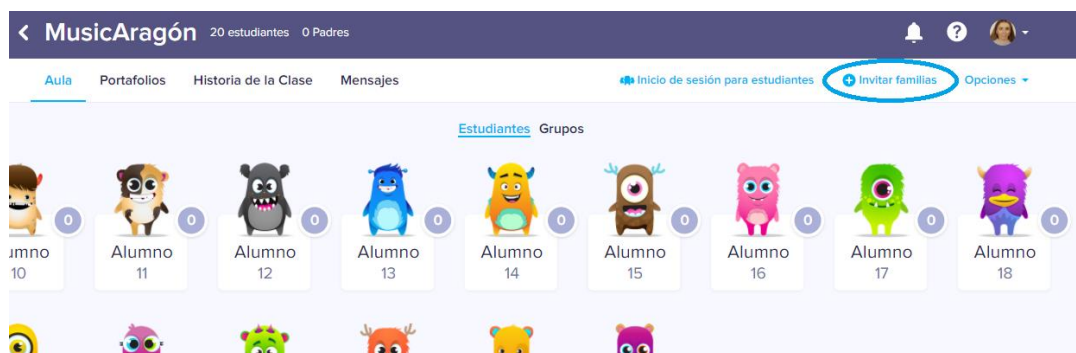 MusicAragón 20 estudiantes 0 Padres
Aula Portafolios Historia de la Clase Mensajes Inicio de sesión para estudiantes Invitar familias Opciones
Estudiantes Grupos
0 0 0 0 0 0 0 0 0
umno Alumno Alumno Alumno Alumno Alumno Alumno Alumno Alumno
10 11 12 13 14 15 16 17 18